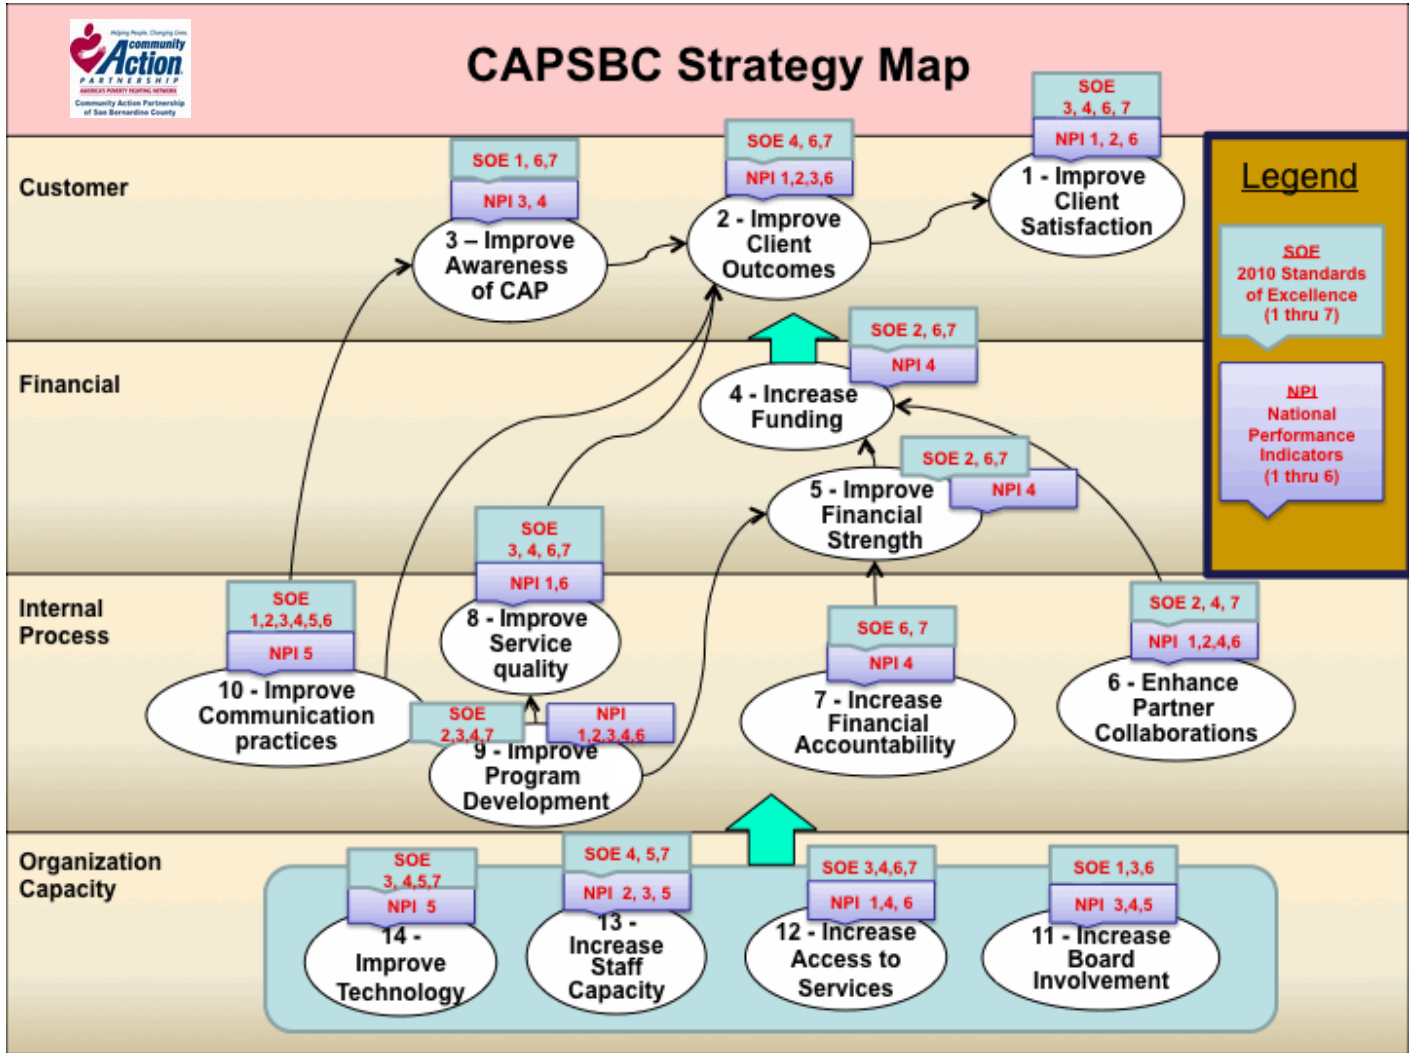 Helping People. Changing Lives.
community
Action
PARTNERSHIP
AMERICA'S POVERTY FIGHTING NETWORK
Community Action Partnership
of San Bernardino County
CAPSBC Strategy Map
SOE
3, 4, 6, 7
NPI 1, 2, 6
1 - Improve
Client
Satisfaction
SOE 4, 6,7
NPI 1,2,3,6
2 - Improve
Client
Outcomes
SOE 1, 6,7
NPI 3, 4
3 – Improve
Awareness
of CAP
Customer
Legend
SOE
2010 Standards
of Excellence
(1 thru 7)
NPI
National
Performance
Indicators
(1 thru 6)
Financial
SOE 2, 6,7
NPI 4
4 - Increase
Funding
SOE 2, 6,7
NPI 4
5 - Improve
Financial
Strength
Internal
Process
SOE
1,2,3,4,5,6
NPI 5
10 - Improve
Communication
practices
SOE
3, 4, 6,7
NPI 1,6
8 - Improve
Service
quality
SOE
2,3,4,7
NPI
1,2,3,4,6
9 - Improve
Program
Development
SOE 6, 7
NPI 4
7 - Increase
Financial
Accountability
SOE 2, 4, 7
NPI 1,2,4,6
6 - Enhance
Partner
Collaborations
Organization
Capacity
SOE
3, 4,5,7
NPI 5
14 -
Improve
Technology
SOE 4, 5,7
NPI 2, 3, 5
13 -
Increase
Staff
Capacity
SOE 3,4,6,7
NPI 1,4, 6
12 - Increase
Access to
Services
SOE 1,3,6
NPI 3,4,5
11 - Increase
Board
Involvement